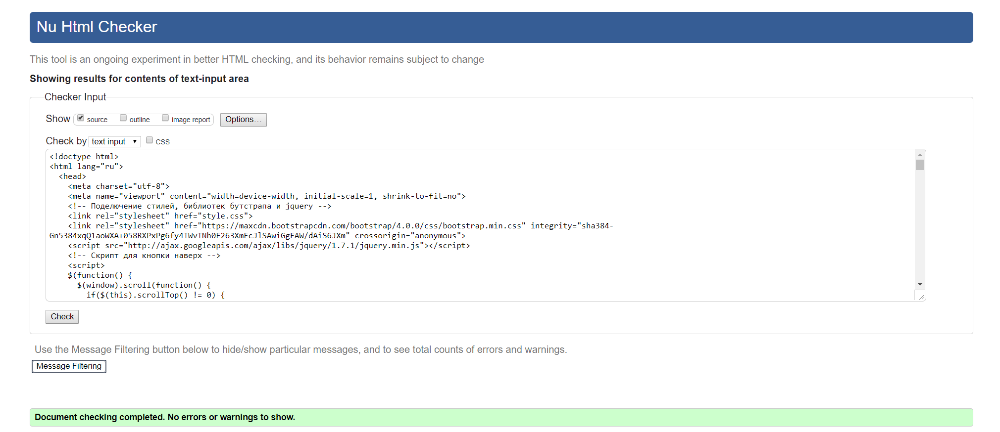 Nu Html Checker
This tool is an ongoing experiment in better HTML checking, and its behavior remains subject to change
Showing results for contents of text-input area
Checker Input
Show source outline image report Options...
Check by text input CSS
<!doctype html>
<html lang="ru">
<head>
<meta charset="utf-8">
<meta name="viewport" content="width=device-width, initial-scale=1, shrink-to-fit=no">
<!-- Поделючение стилей, библиотек бутстрапа и jquery -->
<link rel="stylesheet" href="style.css">
<link rel="stylesheet" href="https://maxcdn.bootstrapcdn.com/bootstrap/4.0.0/css/bootstrap.min.css" integrity="sha384-
Gn5384xqQ1aoWXA+058RXPxPg6fy4IWvTNh0E263XmFcJlSAwiGgFAW/dAiS6JXm" crossorigin="anonymous">
<script src="http://ajax.googleapis.com/ajax/libs/jquery/1.7.1/jquery.min.js"></script>
<!-- Скрипт для кнопки наверх -->
<script>
$(function() {
$(window).scroll(function() {
if($(this).scrollTop() != 0) {
Check
Use the Message Filtering button below to hide/show particular messages, and to see total counts of errors and warnings.
Message Filtering
Document checking completed. No errors or warnings to show.